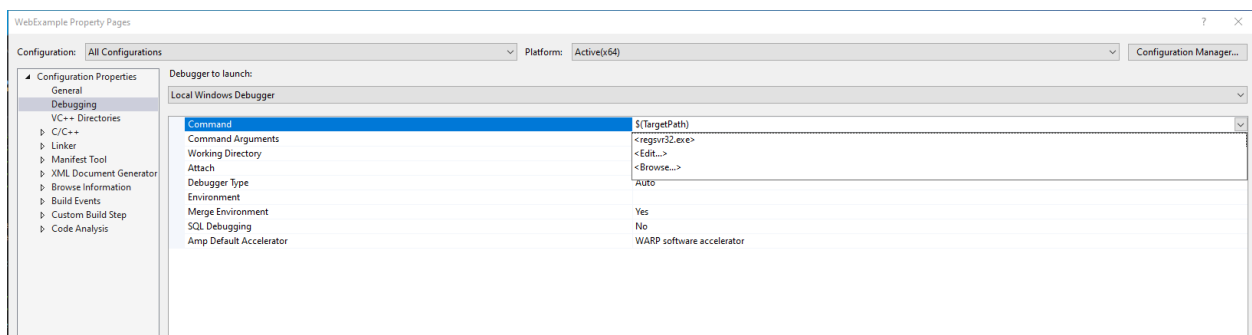 WebExample Property Pages
? ×
Configuration: All Configurations Platform: Active(x64) Configuration Manager...
Configuration Properties
General
Debugging
VC++ Directories
C/C++
Linker
Manifest Tool
XML Document Generator
Browse Information
Build Events
Custom Build Step
Code Analysis
Debugger to launch:
Local Windows Debugger
Command $(TargetPath)
<regsvr32.exe>
<Edit...>
<Browse...>
Command Arguments
Working Directory
Attach
Debugger Type Auto
Environment
Merge Environment Yes
SQL Debugging No
Amp Default Accelerator WARP software accelerator